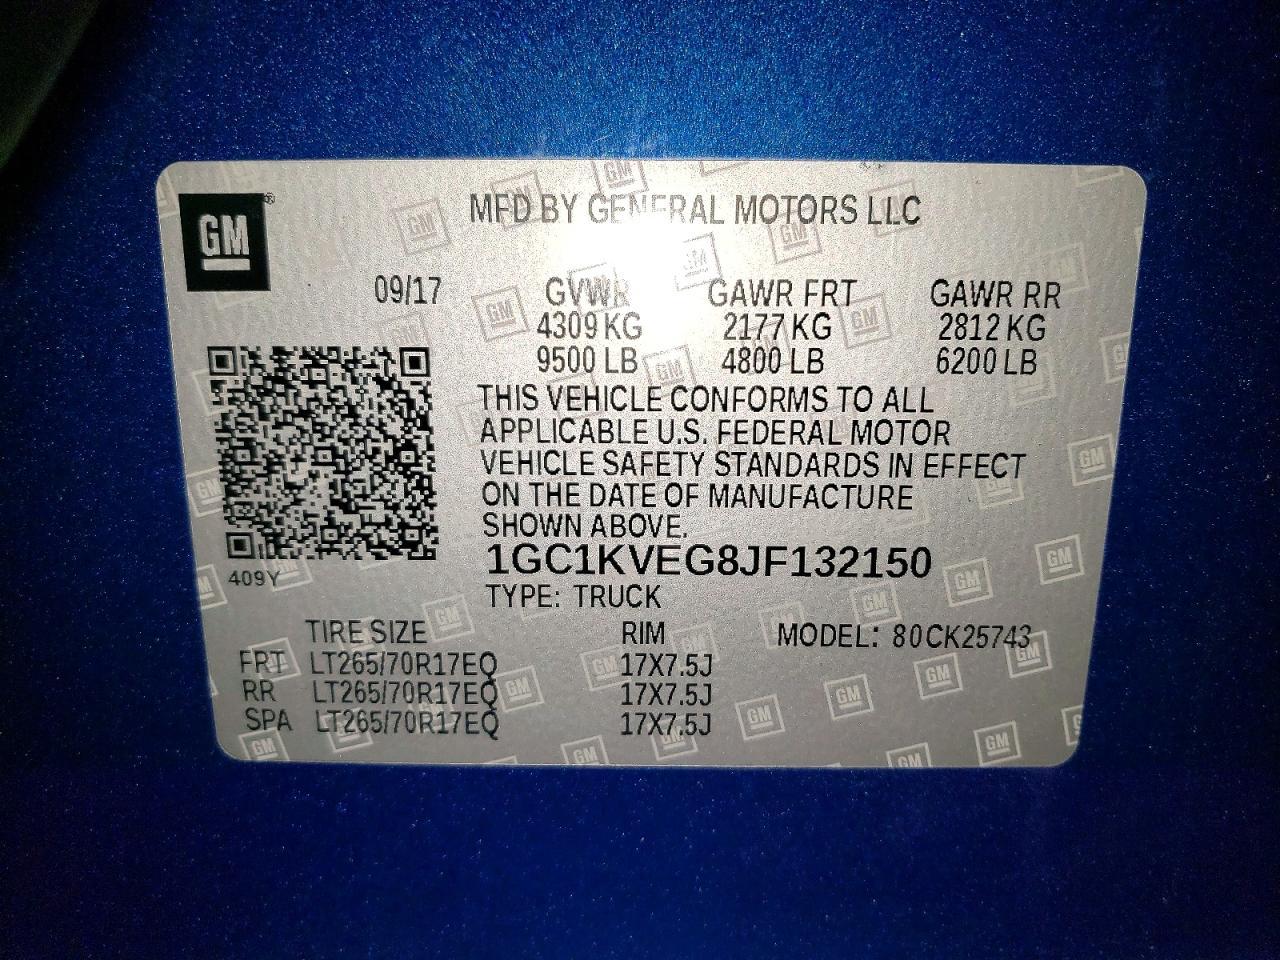 GM®
MFD BY GENERAL MOTORS LLC
09/17 GVWR GAWR FRT GAWR RR
4309 KG 2177 KG 2812 KG
9500 LB 4800 LB 6200 LB
THIS VEHICLE CONFORMS TO ALL
APPLICABLE U.S. FEDERAL MOTOR
VEHICLE SAFETY STANDARDS IN EFFECT
ON THE DATE OF MANUFACTURE
SHOWN ABOVE.
1GC1KVEG8JF132150
409Y
TYPE: TRUCK
TIRE SIZE RIM MODEL: 80CK25743
FRT LT265/70R17EQ 17X7.5J
RR LT265/70R17EQ 17X7.5J
SPA LT265/70R17EQ 17X7.5J